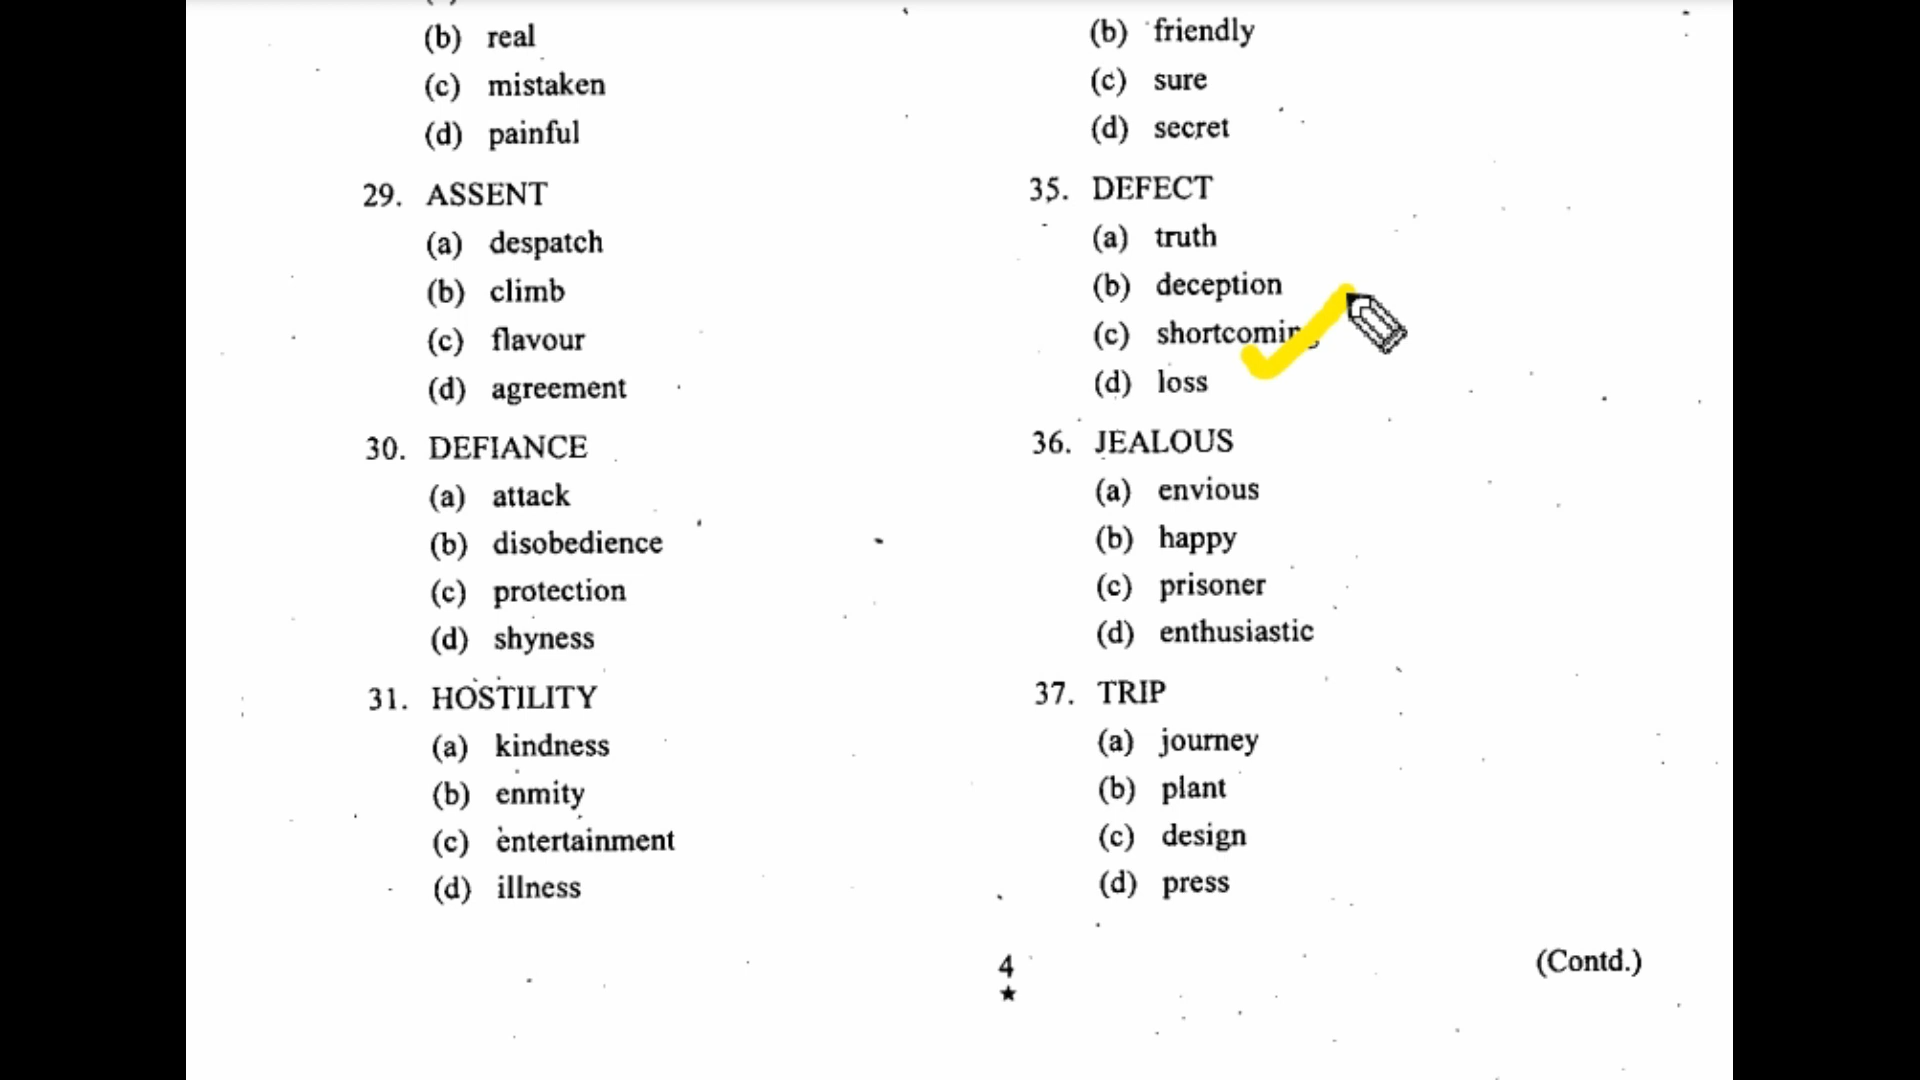 (b) real
(c) mistaken
(d) painful
29. ASSENT
(a) despatch
(b) climb
(c) flavour
(d) agreement
30. DEFIANCE
(a) attack
(b) disobedience
(c) protection
(d) shyness
31. HOSTILITY
(a) kindness
(b) enmity
(c) entertainment
(d) illness
(b) friendly
(c) sure
(d) secret
35. DEFECT
(a) truth
(b) deception
(c) shortcoming
(d) loss
36. JEALOUS
(a) envious
(b) happy
(c) prisoner
(d) enthusiastic
37. TRIP
(a) journey
(b) plant
(c) design
(d) press
4
(Contd.)